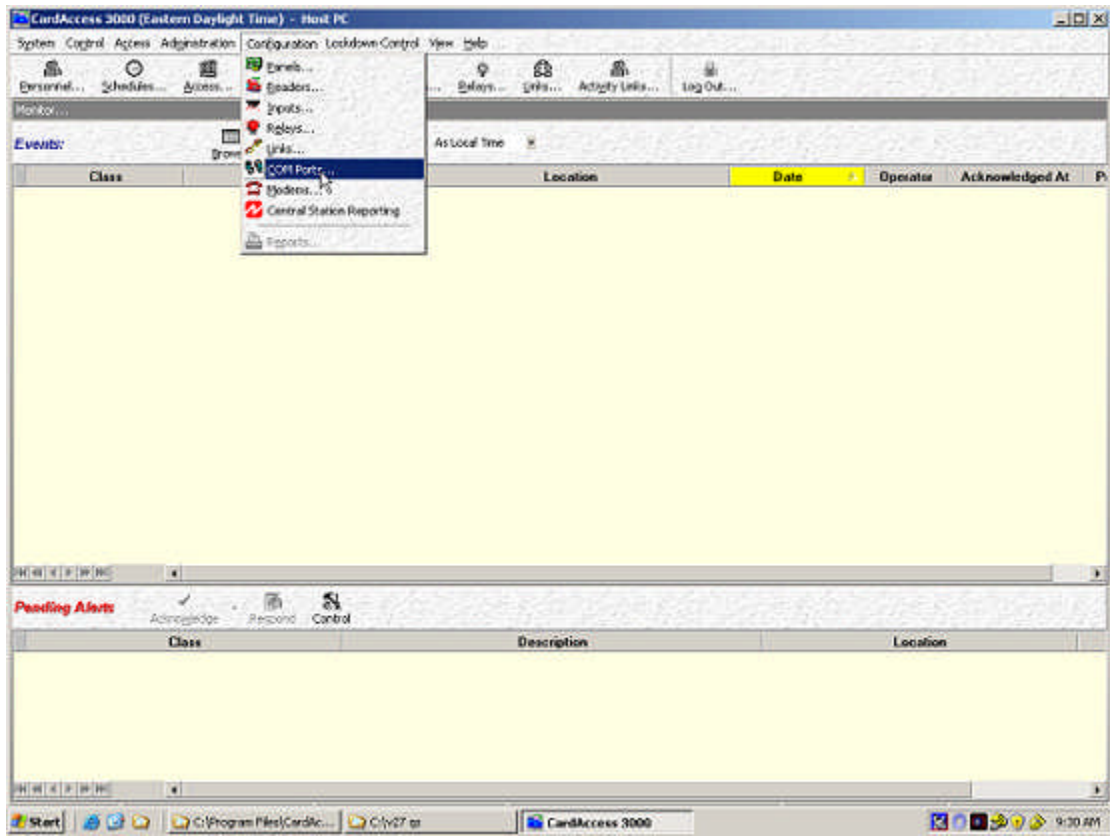 CardAccess 3000 (Eastern Daylight Time) - Host PC
System Control Access Administration Configuration Lockdown Control View Help
Personnel... Schedules... Access... ... Relays... Links... Activity Links... Log Out...
Panels...
Readers...
Inputs...
Relays...
Links...
COM Ports...
Modems...
Central Station Reporting
Reports...
Monitor...
Events: As Local Time
Class Location Date Operator Acknowledged At
Pending Alerts Acknowledge Respond Control
Class Description Location
Start C:\Program Files\CardAc... C:\v27 qs CardAccess 3000 9:30 AM